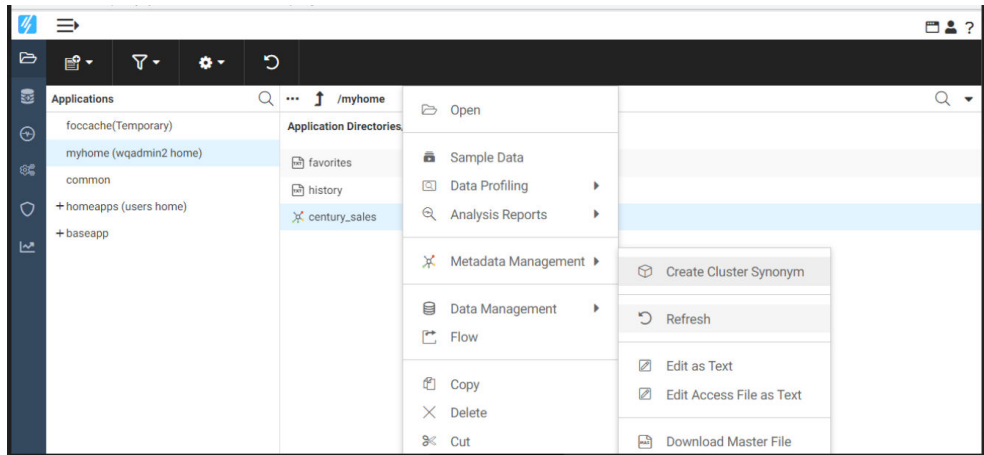 ?
Applications
/myhome
foccache(Temporary)
myhome (wqadmin2 home)
common
+homeapps (users home)
+baseapp
Application Directories/
favorites
history
century_sales
Open
Sample Data
Data Profiling
Analysis Reports
Metadata Management
Data Management
Flow
Copy
Delete
Cut
Create Cluster Synonym
Refresh
Edit as Text
Edit Access File as Text
Download Master File